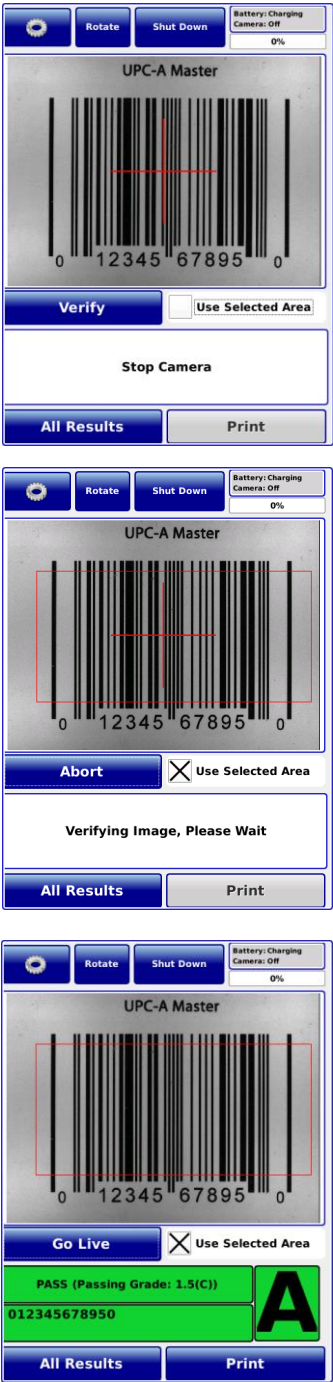 Rotate
Shut Down
Battery: Charging
Camera: Off
0%
UPC-A Master
0 12345 67895 0
Verify
Use Selected Area
Stop Camera
All Results
Print
Rotate
Shut Down
Battery: Charging
Camera: Off
0%
UPC-A Master
0 12345 67895 0
Abort
Use Selected Area
Verifying Image, Please Wait
All Results
Print
Rotate
Shut Down
Battery: Charging
Camera: Off
0%
UPC-A Master
0 12345 67895 0
Go Live
Use Selected Area
PASS (Passing Grade: 1.5(C))
A
012345678950
All Results
Print